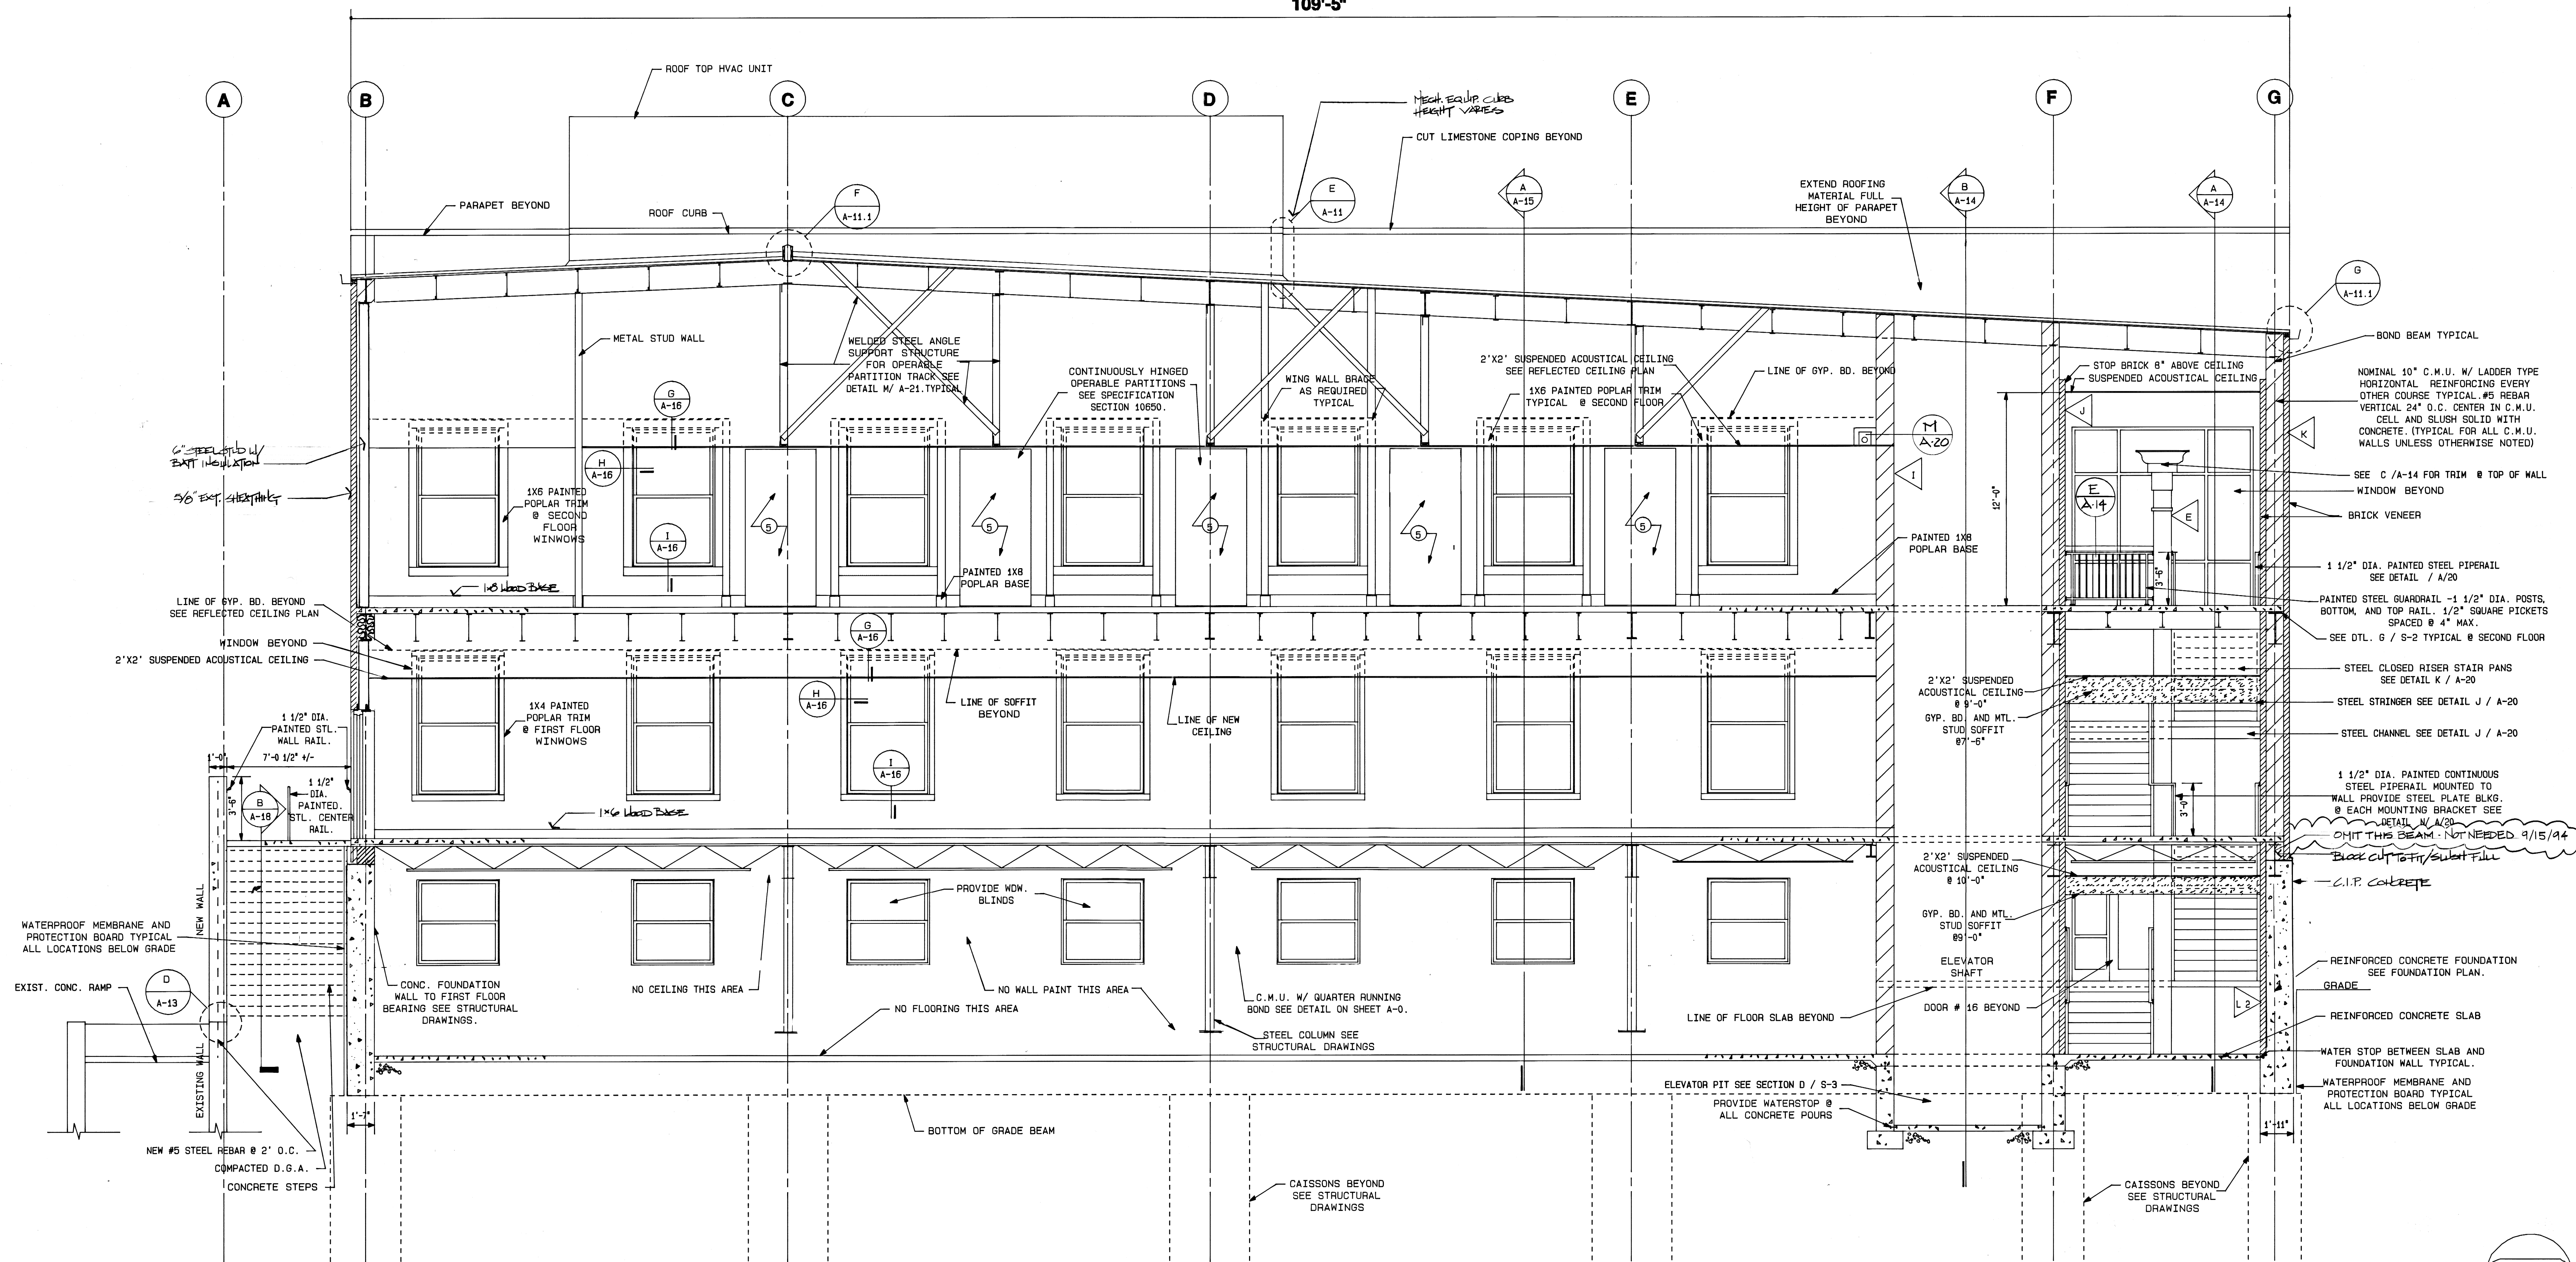 109'-5"
A
B
C
D
E
F
G
ROOF TOP HVAC UNIT
MECH. EQUIP. CURB
HEIGHT VARIES
CUT LIMESTONE COPING BEYOND
PARAPET BEYOND
ROOF CURB
F
A-11.1
E
A-11
A
A-15
EXTEND ROOFING
MATERIAL FULL
HEIGHT OF PARAPET
BEYOND
B
A-14
A
A-14
G
A-11.1
METAL STUD WALL
WELDED STEEL ANGLE
SUPPORT STRUCTURE
FOR OPERABLE
PARTITION TRACK SEE
DETAIL M/ A-21.TYPICAL
CONTINUOUSLY HINGED
OPERABLE PARTITIONS
SEE SPECIFICATION
SECTION 10650.
WING WALL BRACE
AS REQUIRED
TYPICAL
2'X2' SUSPENDED ACOUSTICAL CEILING
SEE REFLECTED CEILING PLAN
1X6 PAINTED POPLAR TRIM
TYPICAL @ SECOND FLOOR
LINE OF GYP. BD. BEYOND
STOP BRICK 8" ABOVE CEILING
SUSPENDED ACOUSTICAL CEILING
BOND BEAM TYPICAL
NOMINAL 10" C.M.U. W/ LADDER TYPE
HORIZONTAL REINFORCING EVERY
OTHER COURSE TYPICAL.#5 REBAR
VERTICAL 24" O.C. CENTER IN C.M.U.
CELL AND SLUSH SOLID WITH
CONCRETE. (TYPICAL FOR ALL C.M.U.
WALLS UNLESS OTHERWISE NOTED)
G
A-16
H
A-16
I
A-16
J
K
M
A-20
I
E
A-14
E
12'-0"
3'-6"
6" STEEL STUD W/
BATT INSULATION
5/8" EXT. SHEATHING
1X6 PAINTED
POPLAR TRIM
@ SECOND
FLOOR
WINWOWS
5
5
5
5
5
SEE C /A-14 FOR TRIM @ TOP OF WALL
WINDOW BEYOND
BRICK VENEER
PAINTED 1X8
POPLAR BASE
PAINTED 1X8
POPLAR BASE
1x8 WOOD BASE
1 1/2" DIA. PAINTED STEEL PIPERAIL
SEE DETAIL / A/20
PAINTED STEEL GUARDRAIL -1 1/2" DIA. POSTS,
BOTTOM, AND TOP RAIL. 1/2" SQUARE PICKETS
SPACED @ 4" MAX.
SEE DTL. G / S-2 TYPICAL @ SECOND FLOOR
LINE OF GYP. BD. BEYOND
SEE REFLECTED CEILING PLAN
WINDOW BEYOND
2'X2' SUSPENDED ACOUSTICAL CEILING
G
A-16
H
A-16
I
A-16
1X4 PAINTED
POPLAR TRIM
@ FIRST FLOOR
WINWOWS
LINE OF SOFFIT
BEYOND
LINE OF NEW
CEILING
2'X2' SUSPENDED
ACOUSTICAL CEILING
@ 9'-0"
GYP. BD. AND MTL.
STUD SOFFIT
@7'-6"
STEEL CLOSED RISER STAIR PANS
SEE DETAIL K / A-20
STEEL STRINGER SEE DETAIL J / A-20
STEEL CHANNEL SEE DETAIL J / A-20
1 1/2" DIA.
PAINTED STL.
WALL RAIL.
1'-0"
7'-0 1/2" +/-
3'-6"
B
A-18
1 1/2"
DIA.
PAINTED.
STL. CENTER
RAIL.
1x6 WOOD BASE
1 1/2" DIA. PAINTED CONTINUOUS
STEEL PIPERAIL MOUNTED TO
WALL PROVIDE STEEL PLATE BLKG.
@ EACH MOUNTING BRACKET SEE
DETAIL N/ A/20
3'-0"
OMIT THIS BEAM - NOT NEEDED 9/15/94
BLOCK CUT TO FIT/SLUSH FULL
C.I.P. CONCRETE
2'X2' SUSPENDED
ACOUSTICAL CEILING
@ 10'-0"
GYP. BD. AND MTL.
STUD SOFFIT
@9'-0"
ELEVATOR
SHAFT
PROVIDE WDW.
BLINDS
NEW WALL
EXISTING WALL
WATERPROOF MEMBRANE AND
PROTECTION BOARD TYPICAL
ALL LOCATIONS BELOW GRADE
D
A-13
EXIST. CONC. RAMP
CONC. FOUNDATION
WALL TO FIRST FLOOR
BEARING SEE STRUCTURAL
DRAWINGS.
NO CEILING THIS AREA
NO WALL PAINT THIS AREA
NO FLOORING THIS AREA
C.M.U. W/ QUARTER RUNNING
BOND SEE DETAIL ON SHEET A-0.
STEEL COLUMN SEE
STRUCTURAL DRAWINGS
LINE OF FLOOR SLAB BEYOND
DOOR # 16 BEYOND
L 2
REINFORCED CONCRETE FOUNDATION
SEE FOUNDATION PLAN.
GRADE
REINFORCED CONCRETE SLAB
WATER STOP BETWEEN SLAB AND
FOUNDATION WALL TYPICAL.
WATERPROOF MEMBRANE AND
PROTECTION BOARD TYPICAL
ALL LOCATIONS BELOW GRADE
ELEVATOR PIT SEE SECTION D / S-3
PROVIDE WATERSTOP @
ALL CONCRETE POURS
1'-7"
1'-11"
BOTTOM OF GRADE BEAM
NEW #5 STEEL REBAR @ 2' O.C.
COMPACTED D.G.A.
CONCRETE STEPS
CAISSONS BEYOND
SEE STRUCTURAL
DRAWINGS
CAISSONS BEYOND
SEE STRUCTURAL
DRAWINGS